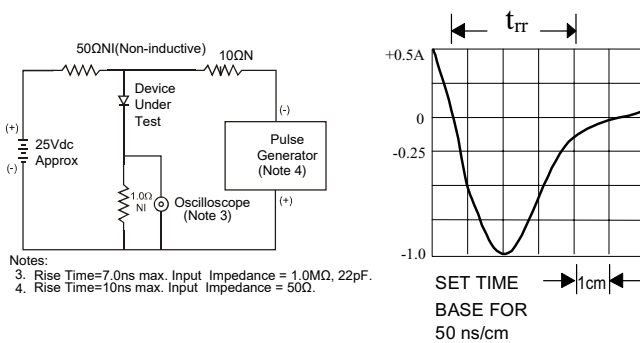 50ΩNI(Non-inductive)
10ΩN
Device
Under
Test
(+)
25Vdc
Approx
(-)
(-)
Pulse
Generator
(Note 4)
(+)
1.0Ω
NI
Oscilloscope
(Note 3)
Notes:
3. Rise Time=7.0ns max. Input Impedance = 1.0MΩ, 22pF.
4. Rise Time=10ns max. Input Impedance = 50Ω.
trr
+0.5A
0
-0.25
-1.0
SET TIME
BASE FOR
50 ns/cm
1cm